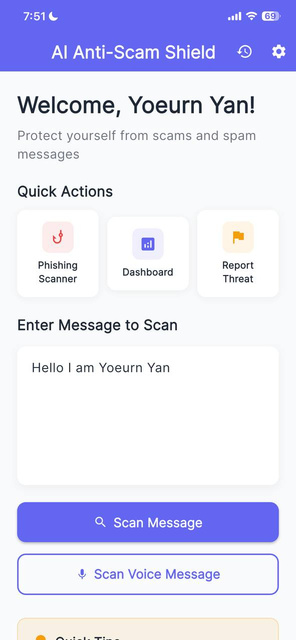 7:51
69
AI Anti-Scam Shield
Welcome, Yoeurn Yan!
Protect yourself from scams and spam
messages
Quick Actions
Phishing
Scanner
Dashboard
Report
Threat
Enter Message to Scan
Hello I am Yoeurn Yan
Scan Message
Scan Voice Message
Quick Tips